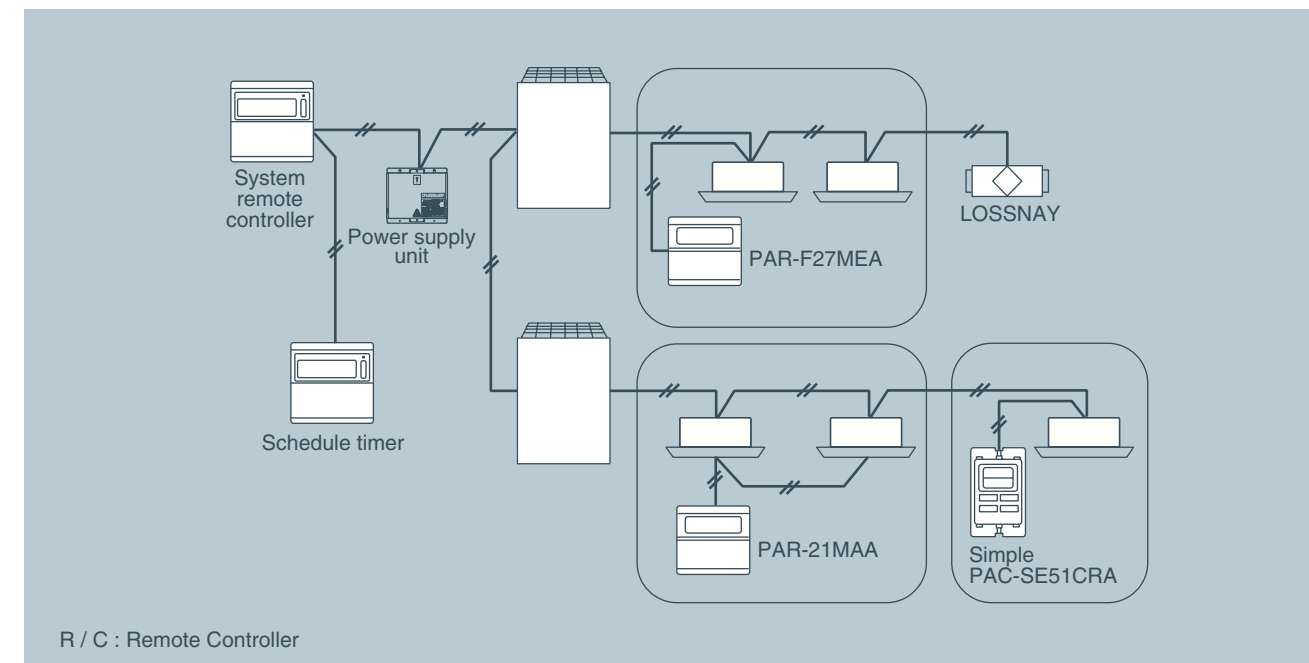 System
remote
controller
Power supply
unit
LOSSNAY
PAR-F27MEA
Schedule timer
PAR-21MAA
Simple
PAC-SE51CRA
R / C : Remote Controller